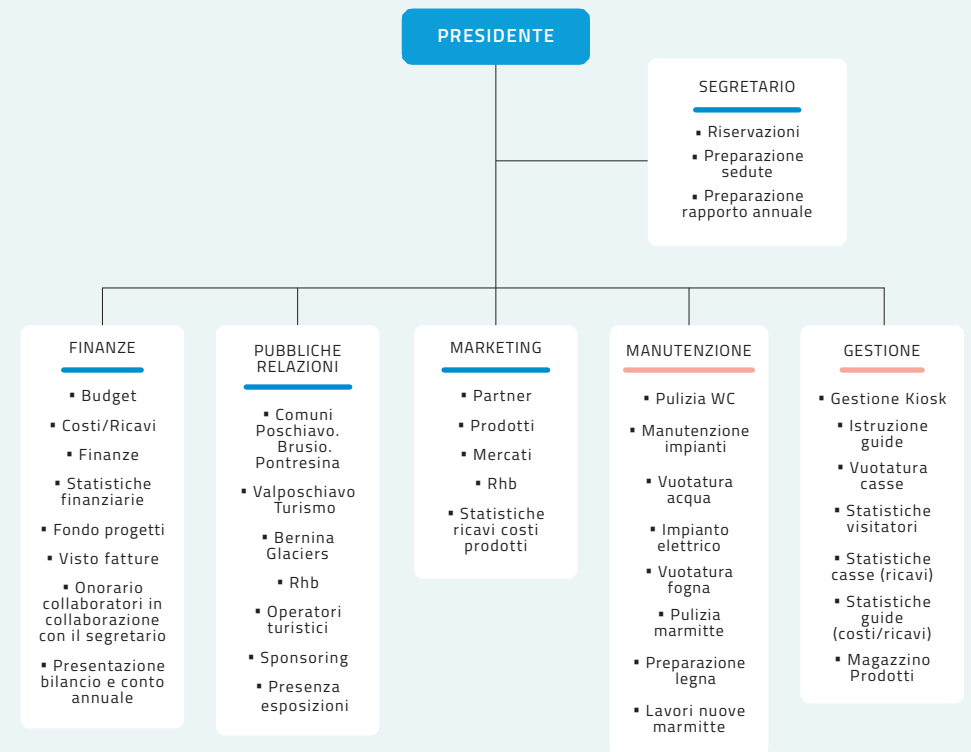 PRESIDENTE
SEGRETARIO
▪ Riservazioni
▪ Preparazione
sedute
▪ Preparazione
rapporto annuale
FINANZE
▪ Budget
▪ Costi/Ricavi
▪ Finanze
▪ Statistiche
finanziarie
▪ Fondo progetti
▪ Visto fatture
▪ Onorario
collaboratori in
collaborazione
con il segretario
▪ Presentazione
bilancio e conto
annuale
PUBBLICHE
RELAZIONI
▪ Comuni
Poschiavo.
Brusio.
Pontresina
▪ Valposchiavo
Turismo
▪ Bernina
Glaciers
▪ Rhb
▪ Operatori
turistici
▪ Sponsoring
▪ Presenza
esposizioni
MARKETING
▪ Partner
▪ Prodotti
▪ Mercati
▪ Rhb
▪ Statistiche
ricavi costi
prodotti
MANUTENZIONE
▪ Pulizia WC
▪ Manutenzione
impianti
▪ Vuotatura
acqua
▪ Impianto
elettrico
▪ Vuotatura
fogna
▪ Pulizia
marmitte
▪ Preparazione
legna
▪ Lavori nuove
marmitte
GESTIONE
▪ Gestione Kiosk
▪ Istruzione
guide
▪ Vuotatura
casse
▪ Statistiche
visitatori
▪ Statistiche
casse (ricavi)
▪ Statistiche
guide
(costi/ricavi)
▪ Magazzino
Prodotti